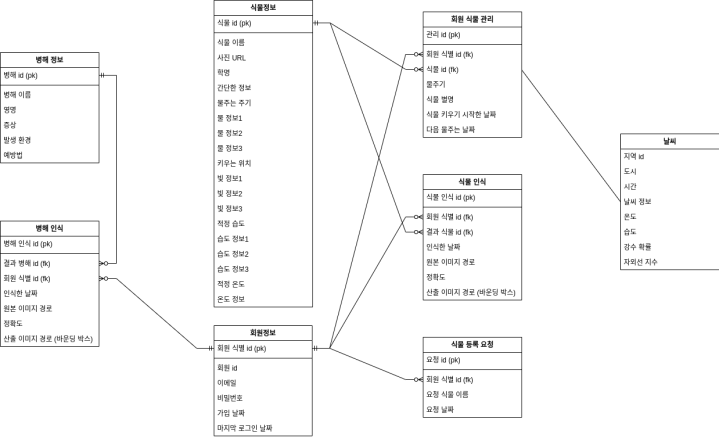 병해 정보
병해 id (pk)
병해 이름
영명
증상
발생 환경
예방법
병해 인식
병해 인식 id (pk)
결과 병해 id (fk)
회원 식별 id (fk)
인식한 날짜
원본 이미지 경로
정확도
산출 이미지 경로 (바운딩 박스)
식물정보
식물 id (pk)
식물 이름
사진 URL
학명
간단한 정보
물주는 주기
물 정보1
물 정보2
물 정보3
키우는 위치
빛 정보1
빛 정보2
빛 정보3
적정 습도
습도 정보1
습도 정보2
습도 정보3
적정 온도
온도 정보
회원정보
회원 식별 id (pk)
회원 id
이메일
비밀번호
가입 날짜
마지막 로그인 날짜
회원 식물 관리
관리 id (pk)
회원 식별 id (fk)
식물 id (fk)
물주기
식물 별명
식물 키우기 시작한 날짜
다음 물주는 날짜
식물 인식
식물 인식 id (pk)
회원 식별 id (fk)
결과 식물 id (fk)
인식한 날짜
원본 이미지 경로
정확도
산출 이미지 경로 (바운딩 박스)
식물 등록 요청
요청 id (pk)
회원 식별 id (fk)
요청 식물 이름
요청 날짜
날씨
지역 id
도시
시간
날씨 정보
온도
습도
강수 확률
자외선 지수